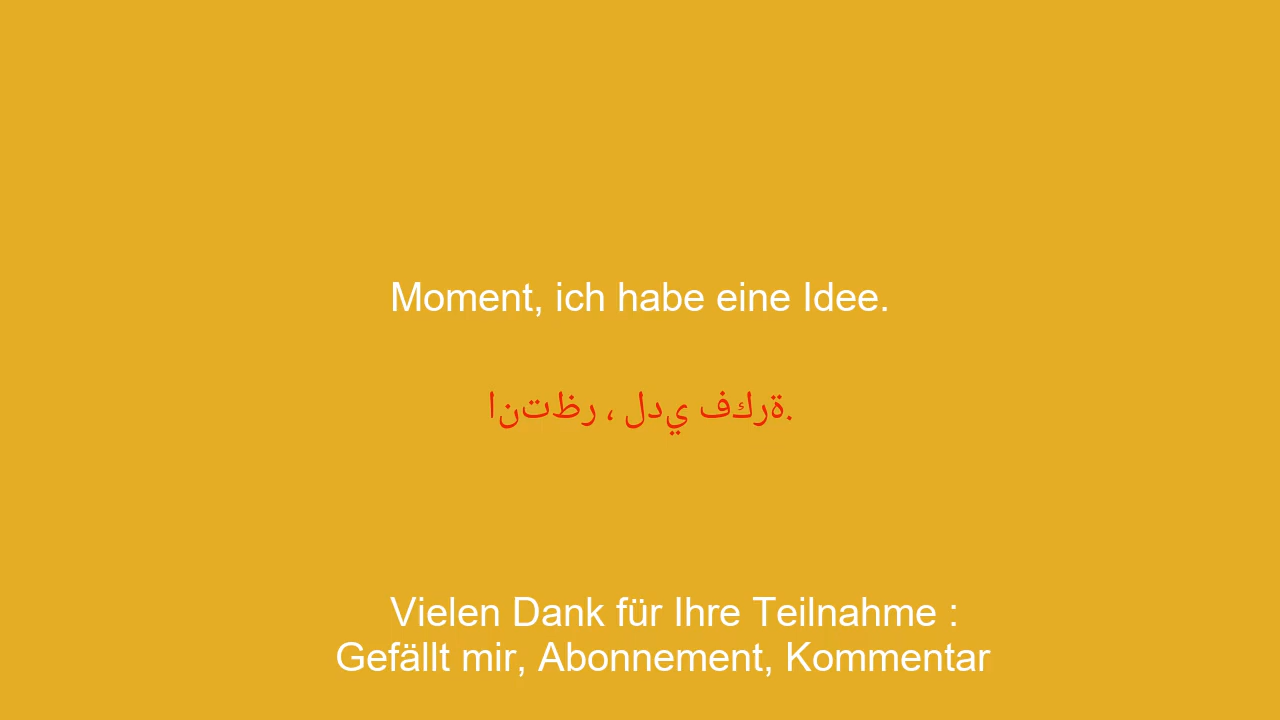 Moment, ich habe eine Idee.
انتظر ، لدي فكرة.
Vielen Dank für Ihre Teilnahme :
Gefällt mir, Abonnement, Kommentar